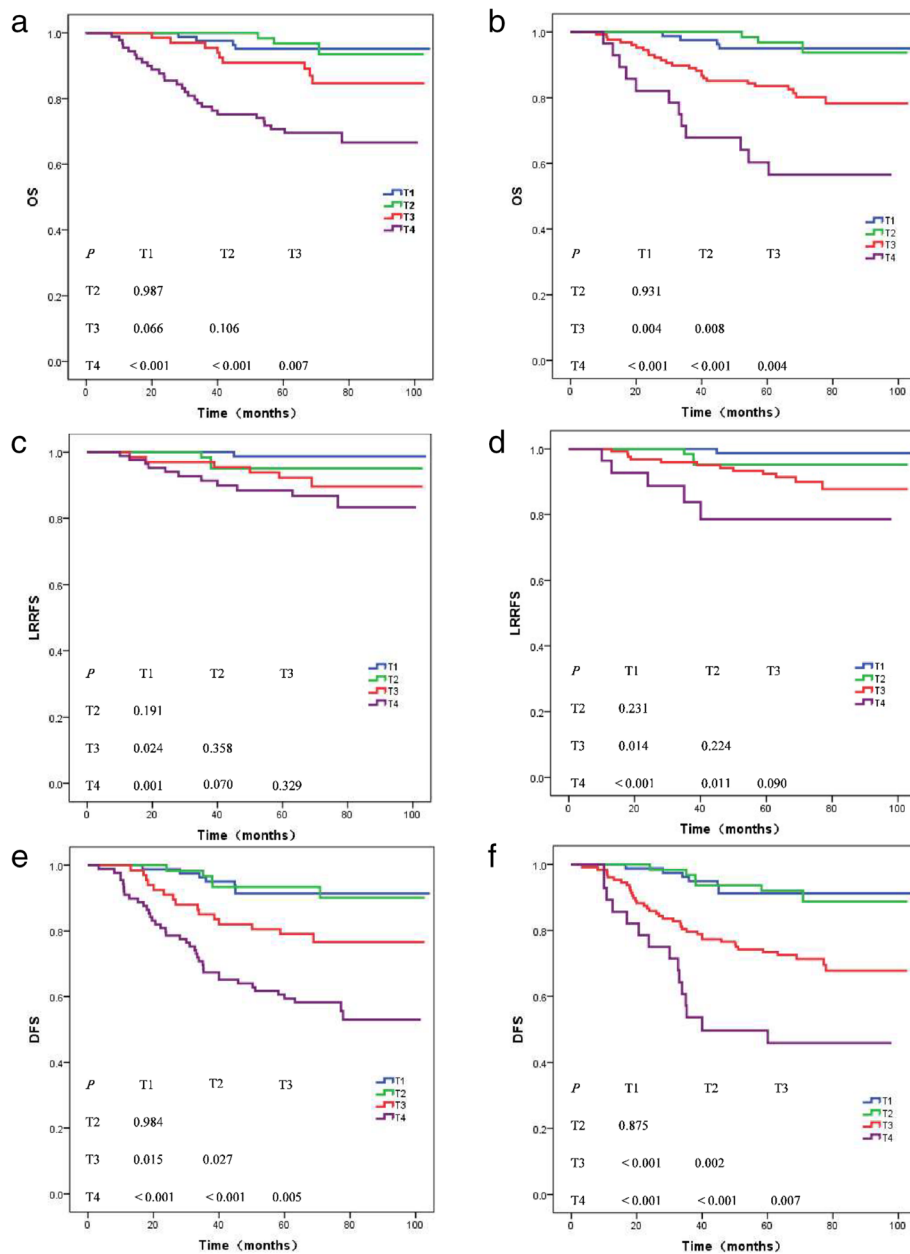 a
1.0
0.8
0.6
0.4
0.2
0.0
OS
T1
T2
T3
T4
P T1 T2 T3
T2 0.987
T3 0.066 0.106
T4 < 0.001 < 0.001 0.007
0 20 40 60 80 100
Time (months)
b
1.0
0.8
0.6
0.4
0.2
0.0
OS
T1
T2
T3
T4
P T1 T2 T3
T2 0.931
T3 0.004 0.008
T4 < 0.001 < 0.001 0.004
0 20 40 60 80 100
Time (months)
c
1.0
0.8
0.6
0.4
0.2
0.0
LRRFS
T1
T2
T3
T4
P T1 T2 T3
T2 0.191
T3 0.024 0.358
T4 0.001 0.070 0.329
0 20 40 60 80 100
Time (months)
d
1.0
0.8
0.6
0.4
0.2
0.0
LRRFS
T1
T2
T3
T4
P T1 T2 T3
T2 0.231
T3 0.014 0.224
T4 < 0.001 0.011 0.090
0 20 40 60 80 100
Time (months)
e
1.0
0.8
0.6
0.4
0.2
0.0
DFS
T1
T2
T3
T4
P T1 T2 T3
T2 0.984
T3 0.015 0.027
T4 < 0.001 < 0.001 0.005
0 20 40 60 80 100
Time (months)
f
1.0
0.8
0.6
0.4
0.2
0.0
DFS
T1
T2
T3
T4
P T1 T2 T3
T2 0.875
T3 < 0.001 0.002
T4 < 0.001 < 0.001 0.007
0 20 40 60 80 100
Time (months)